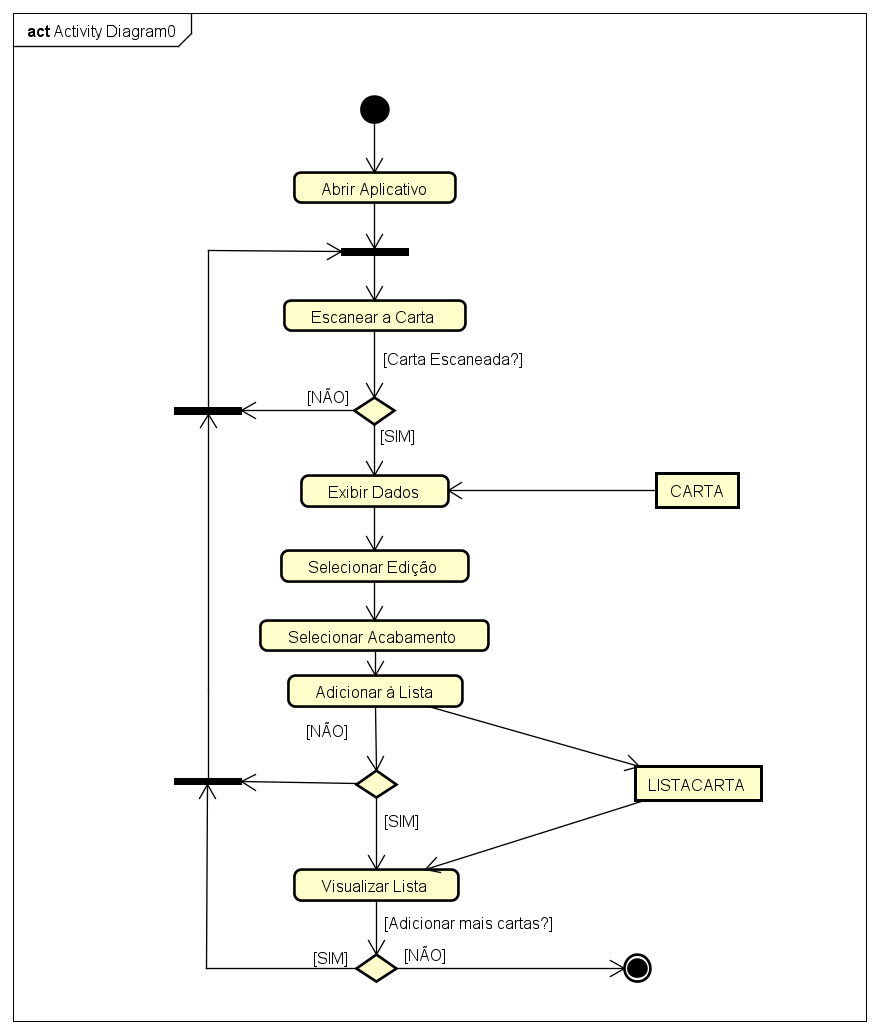 act Activity Diagram0
Abrir Aplicativo
Escanear a Carta
[Carta Escaneada?]
[NÃO]
[SIM]
Exibir Dados
CARTA
Selecionar Edição
Selecionar Acabamento
Adicionar à Lista
[NÃO]
LISTACARTA
[SIM]
Visualizar Lista
[Adicionar mais cartas?]
[SIM]
[NÃO]